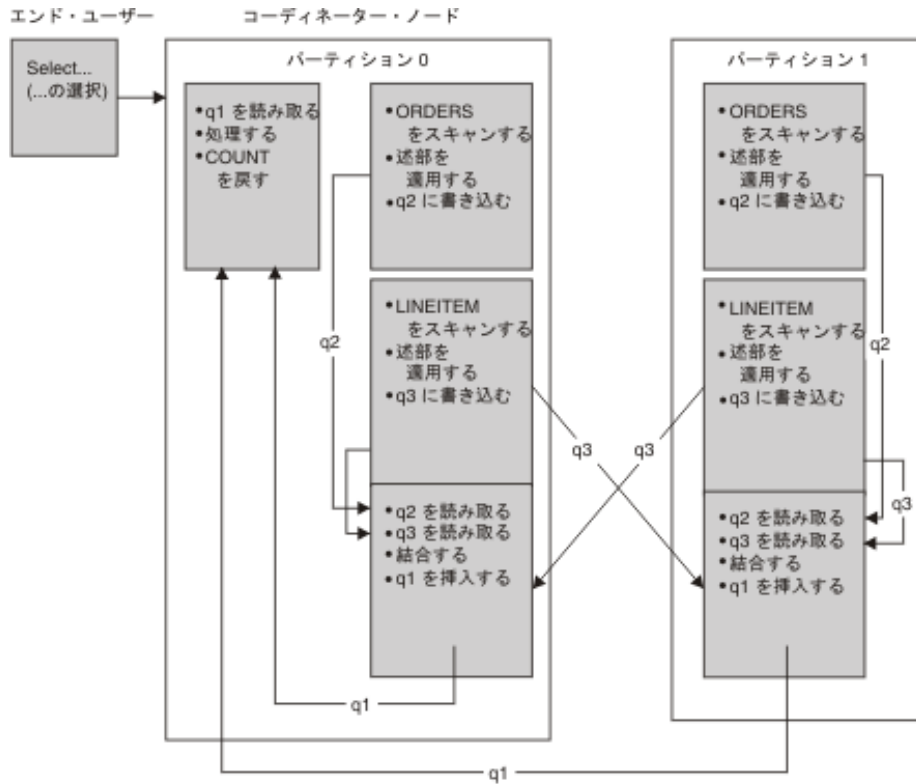 エンド・ユーザー
コーディネーター・ノード
パーティション 0
パーティション 1
Select...
(...の選択)
•q1 を読み取る
•処理する
•COUNT
を戻す
•ORDERS
をスキャンする
•述部を
適用する
•q2 に書き込む
•ORDERS
をスキャンする
•述部を
適用する
•q2 に書き込む
•LINEITEM
をスキャンする
•述部を
適用する
•q3 に書き込む
•LINEITEM
をスキャンする
•述部を
適用する
•q3 に書き込む
q2
q2
q3
q3
q3
•q2 を読み取る
•q3 を読み取る
•結合する
•q1 を挿入する
•q2 を読み取る
•q3 を読み取る
•結合する
•q1 を挿入する
q1
q1